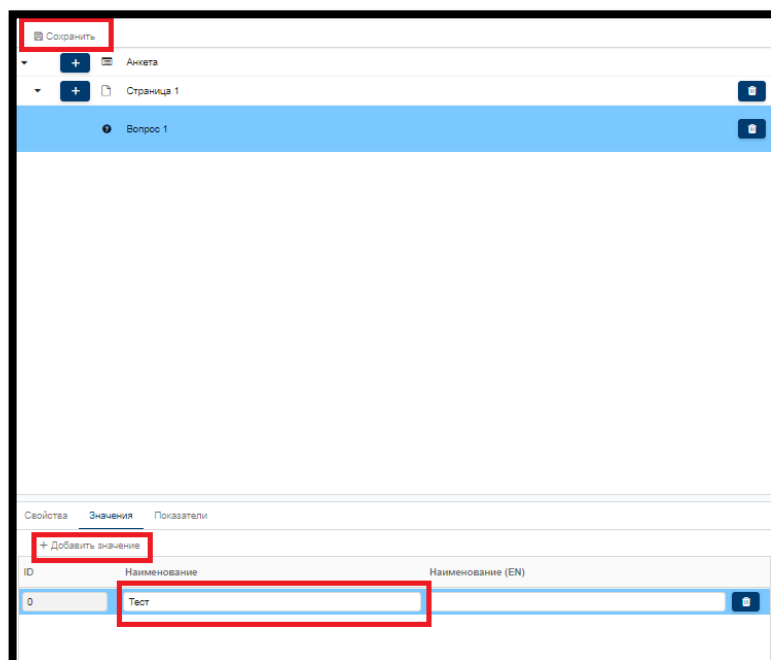 Сохранить
Анкета
Страница 1
Вопрос 1
Свойства Значения Показатели
+ Добавить значение
ID Наименование Наименование (EN)
0 Тест